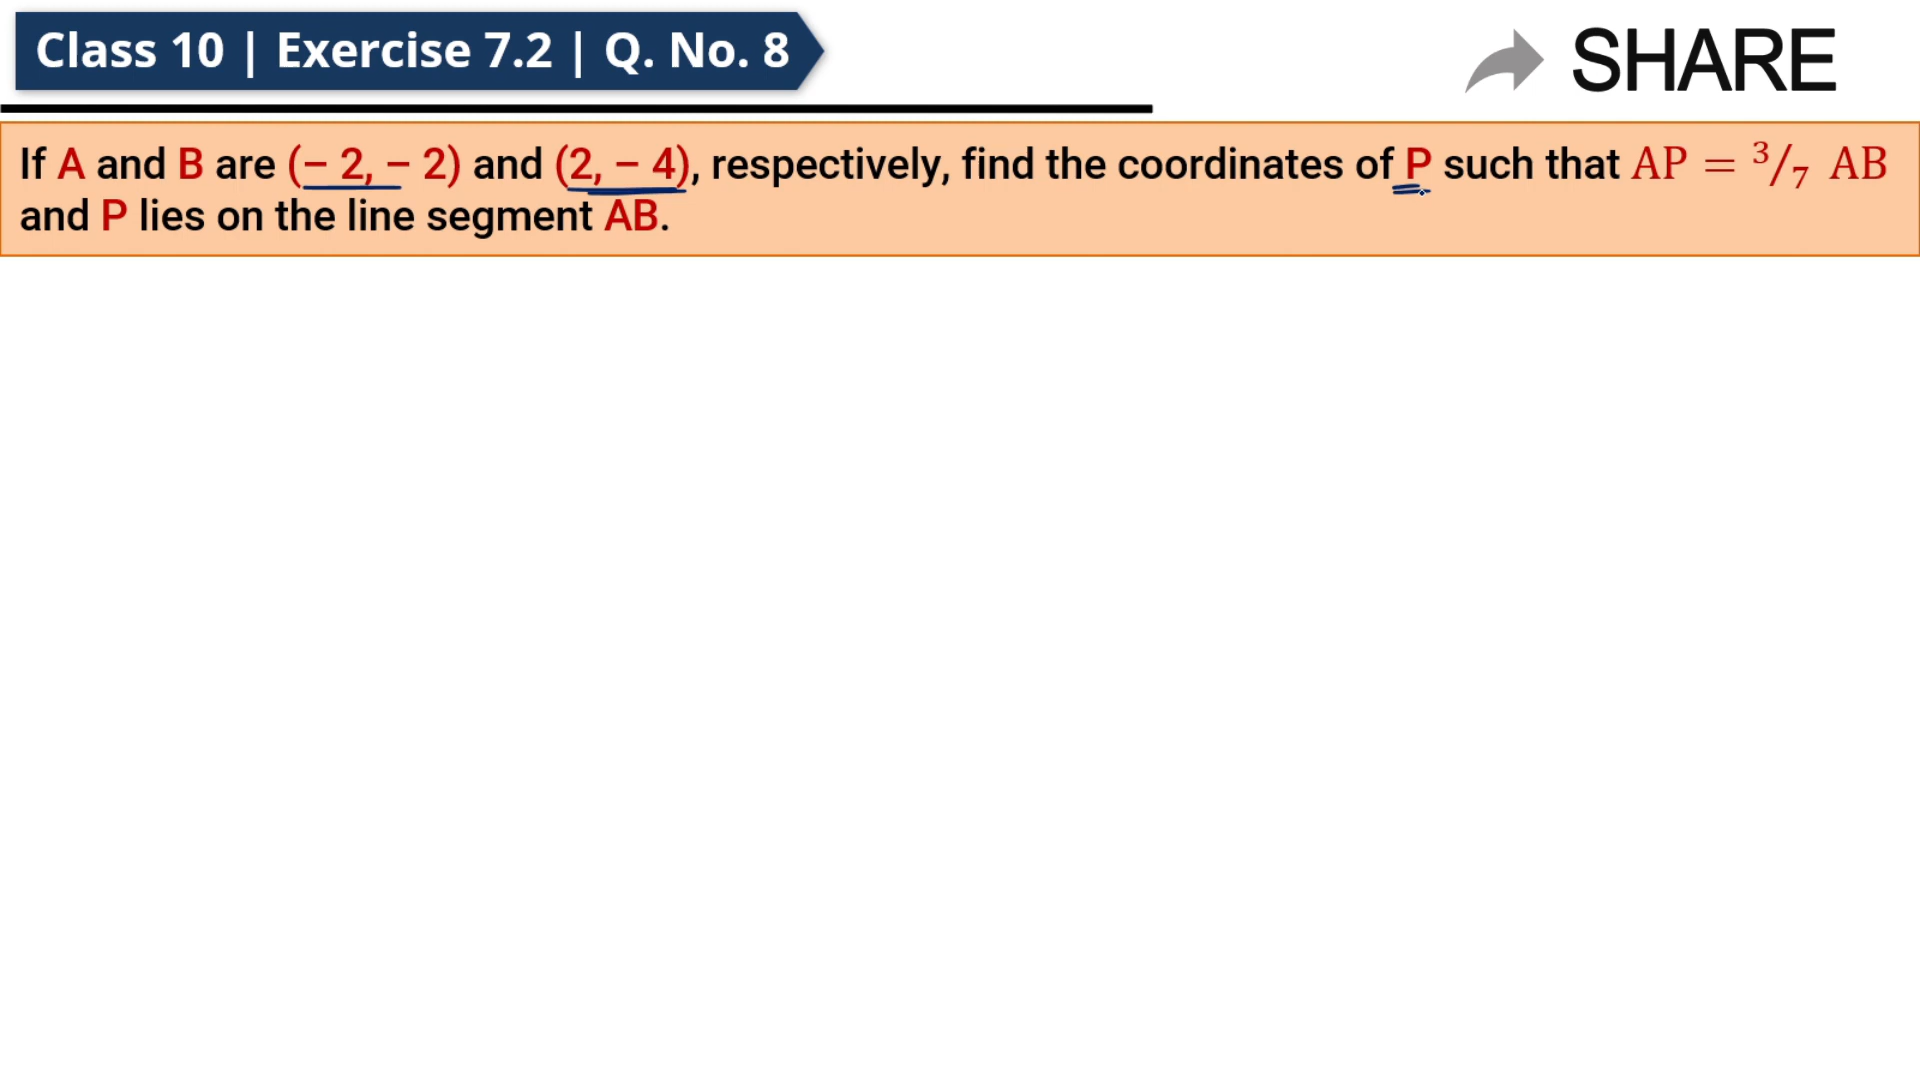 Class 10 | Exercise 7.2 | Q. No. 8
SHARE
If A and B are (– 2, – 2) and (2, – 4), respectively, find the coordinates of P such that AP = 3/7 AB
and P lies on the line segment AB.